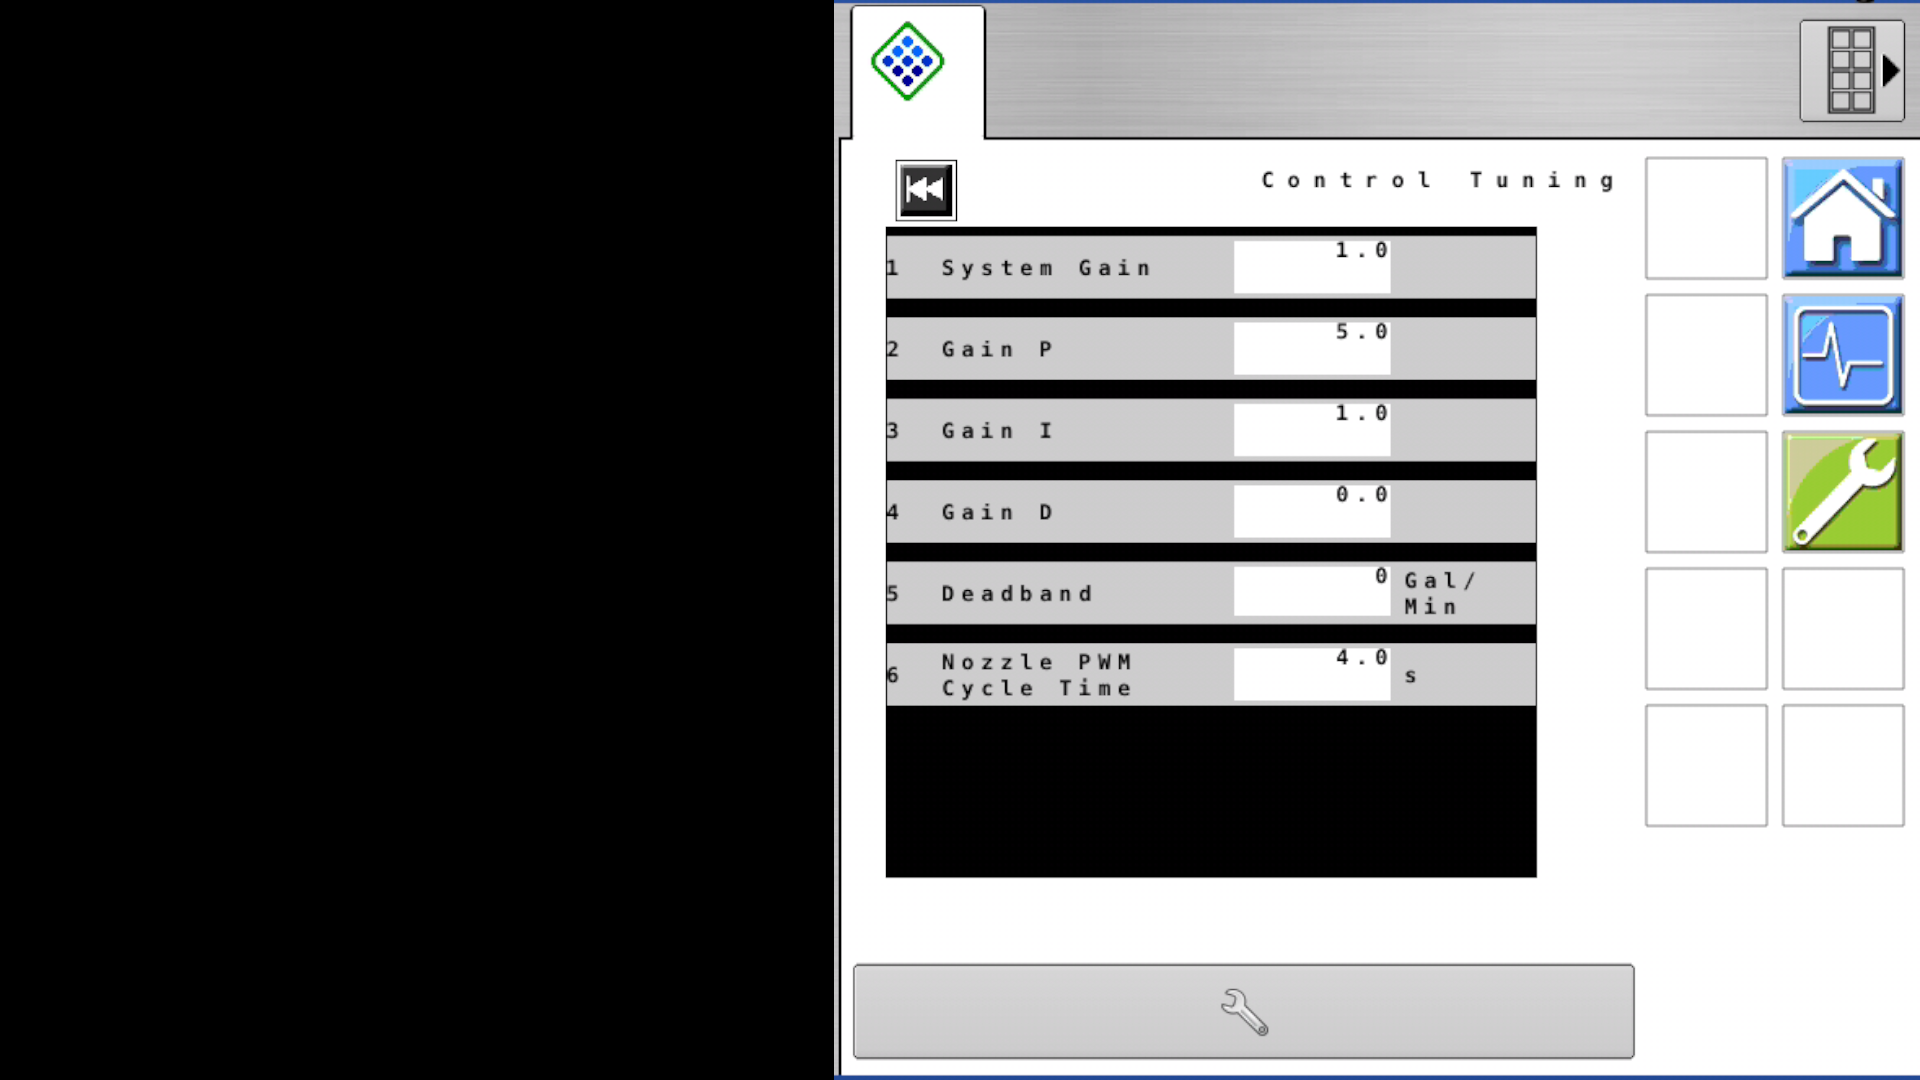 Control Tuning
1 System Gain 1.0
2 Gain P 5.0
3 Gain I 1.0
4 Gain D 0.0
5 Deadband 0 Gal/
Min
6 Nozzle PWM
Cycle Time 4.0 s